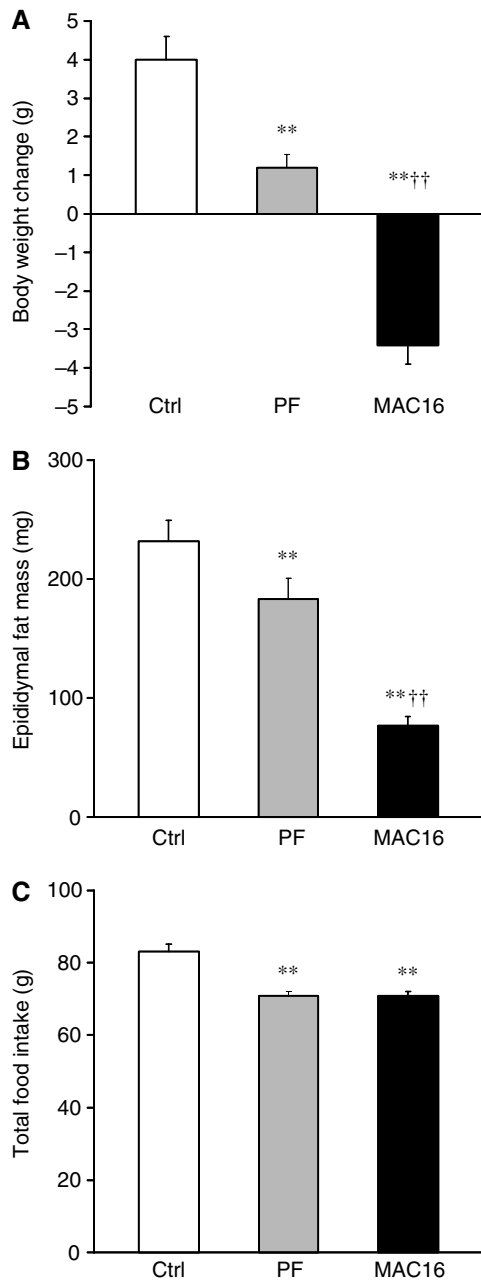 A
Body weight change (g)
5
4
3
2
1
0
–1
–2
–3
–4
–5
**
**††
Ctrl PF MAC16
B
Epididymal fat mass (mg)
300
200
100
0
**
**††
Ctrl PF MAC16
C
Total food intake (g)
100
80
60
40
20
0
** **
Ctrl PF MAC16